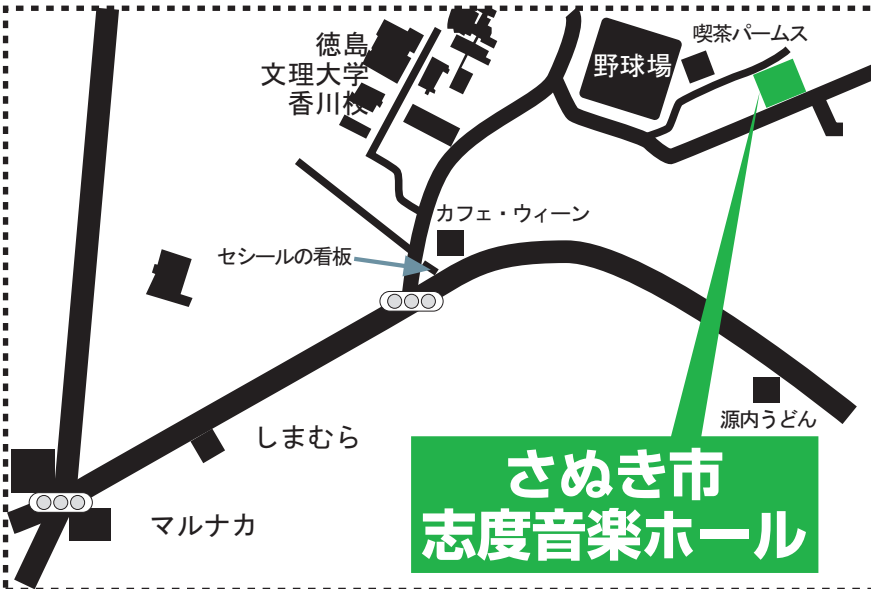 喫茶パームス
徳島
文理大学
香川校
野球場
カフェ・ウィーン
セシールの看板
源内うどん
しまむら
マルナカ
さぬき市
志度音楽ホール